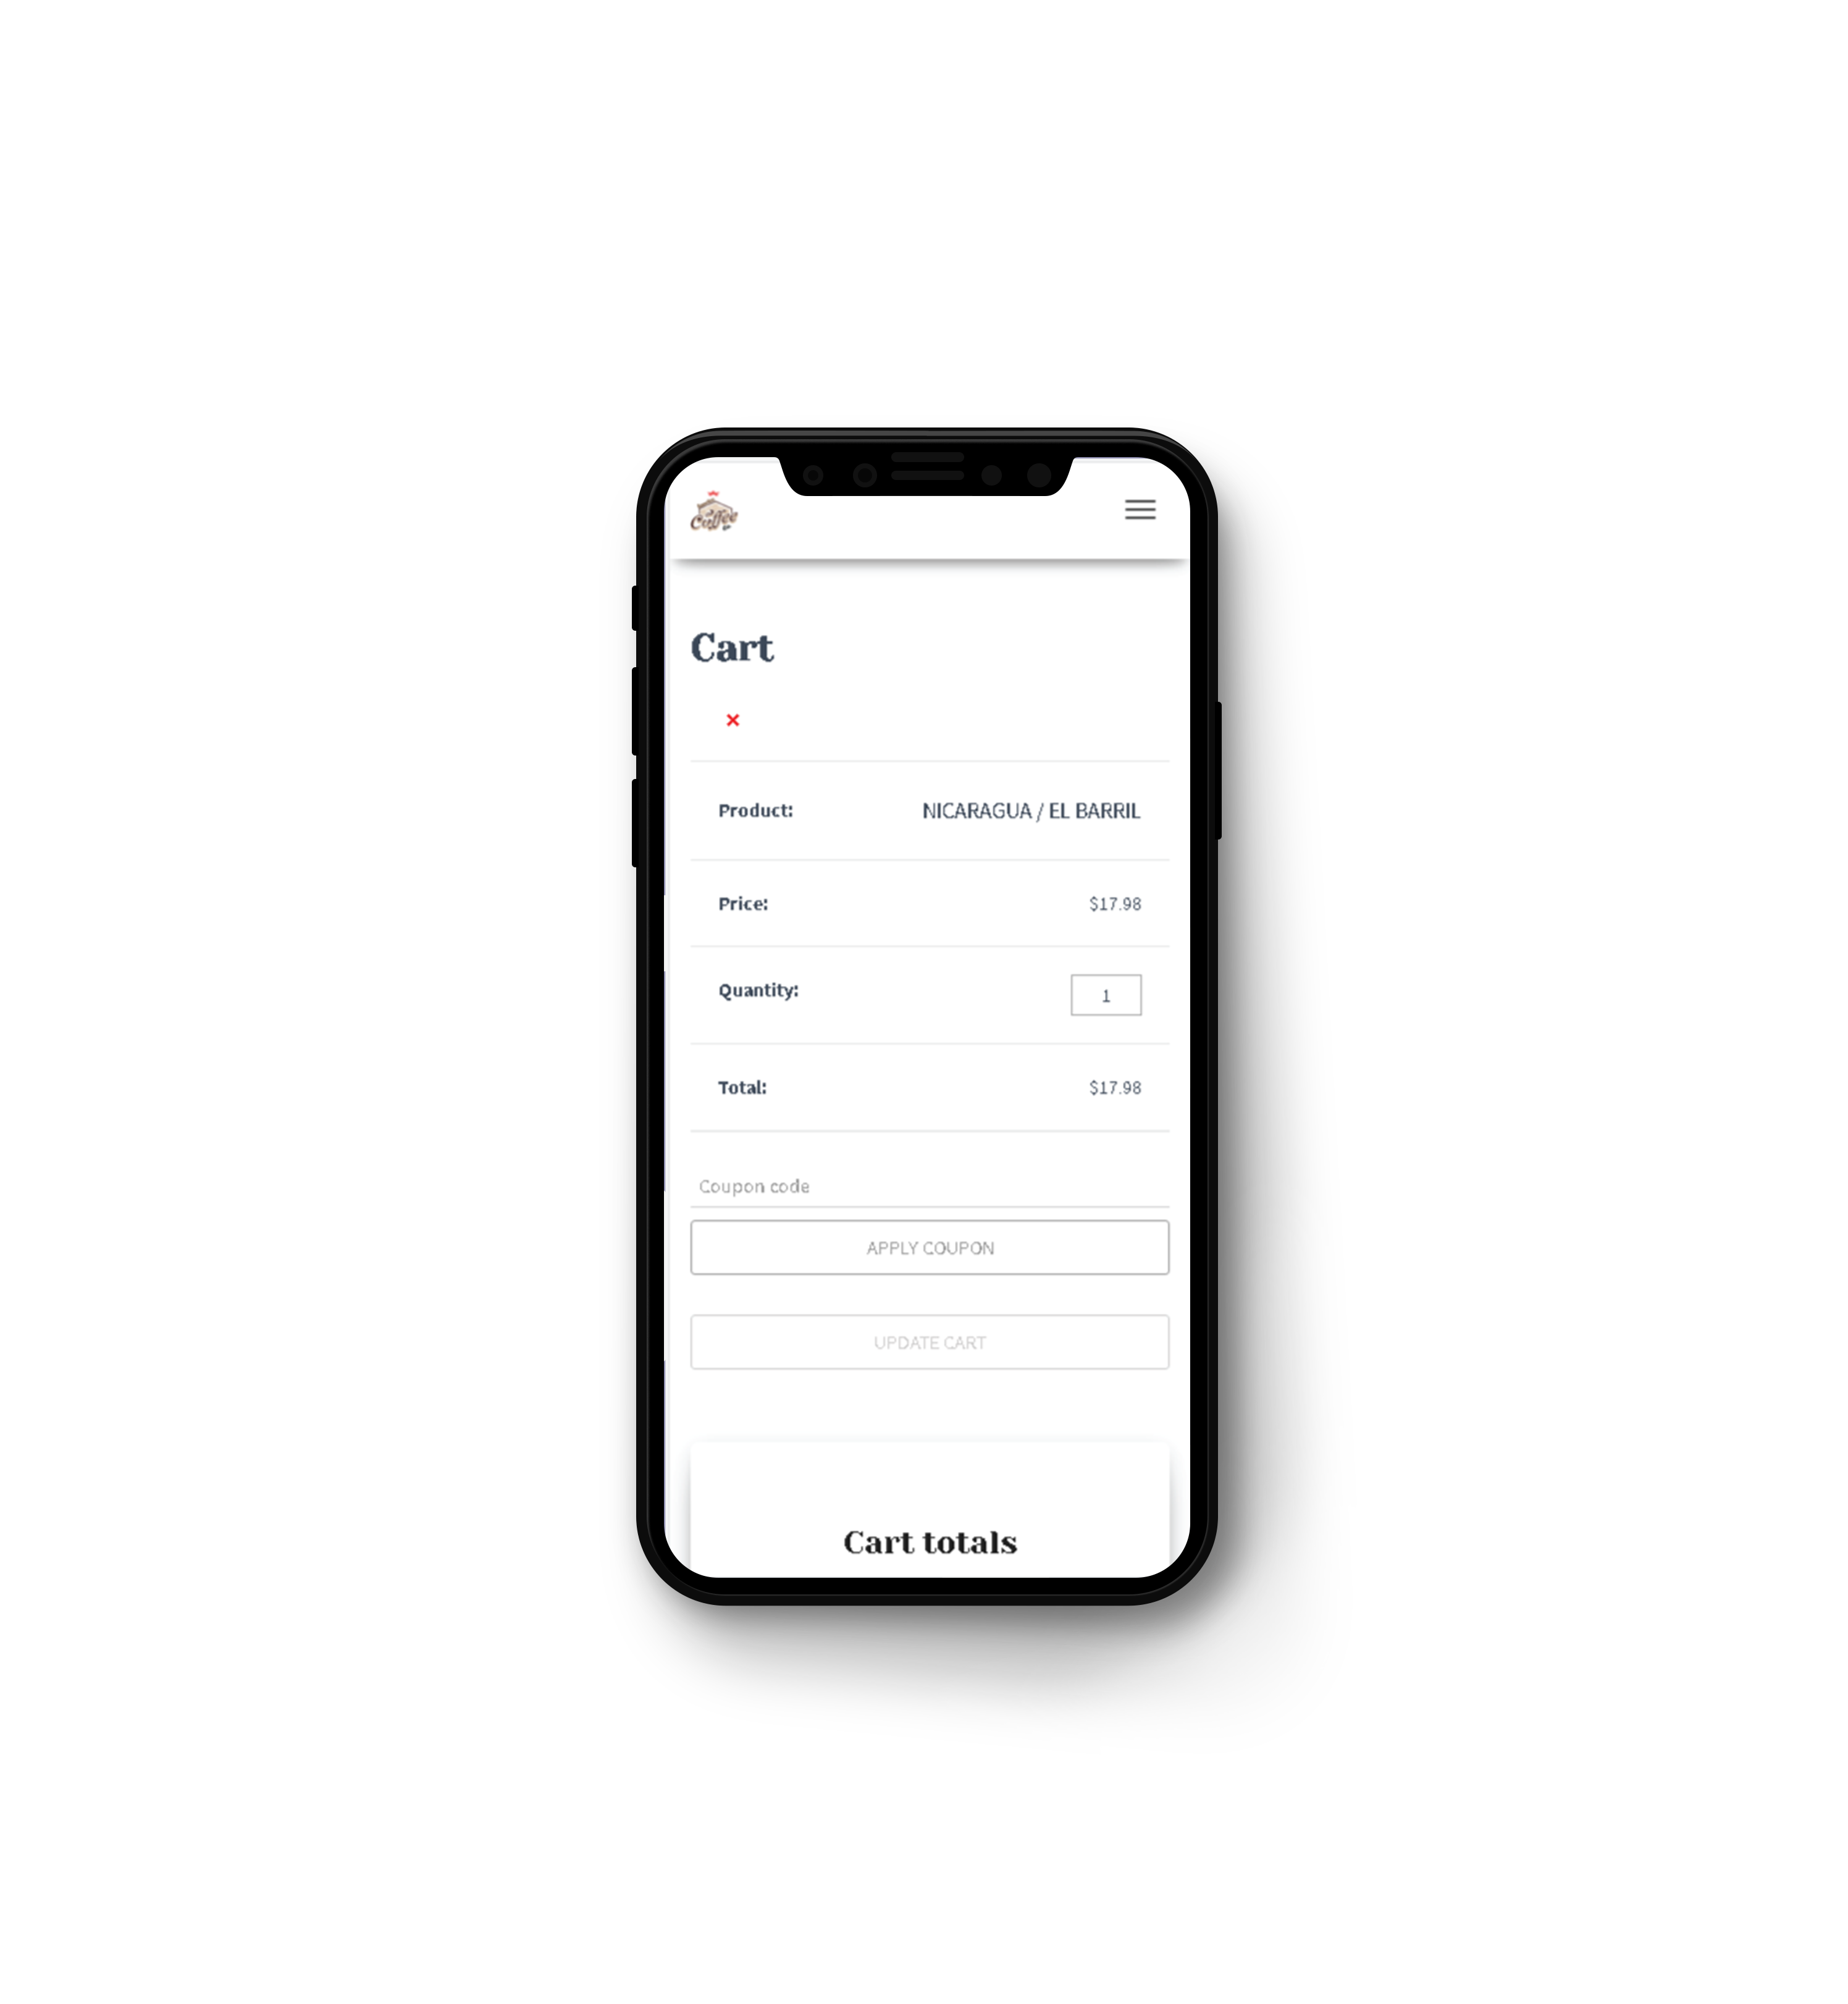 Coffee
Cart
×
Product: NICARAGUA / EL BARRIL
Price: $17.98
Quantity: 1
Total: $17.98
Coupon code
APPLY COUPON
UPDATE CART
Cart totals